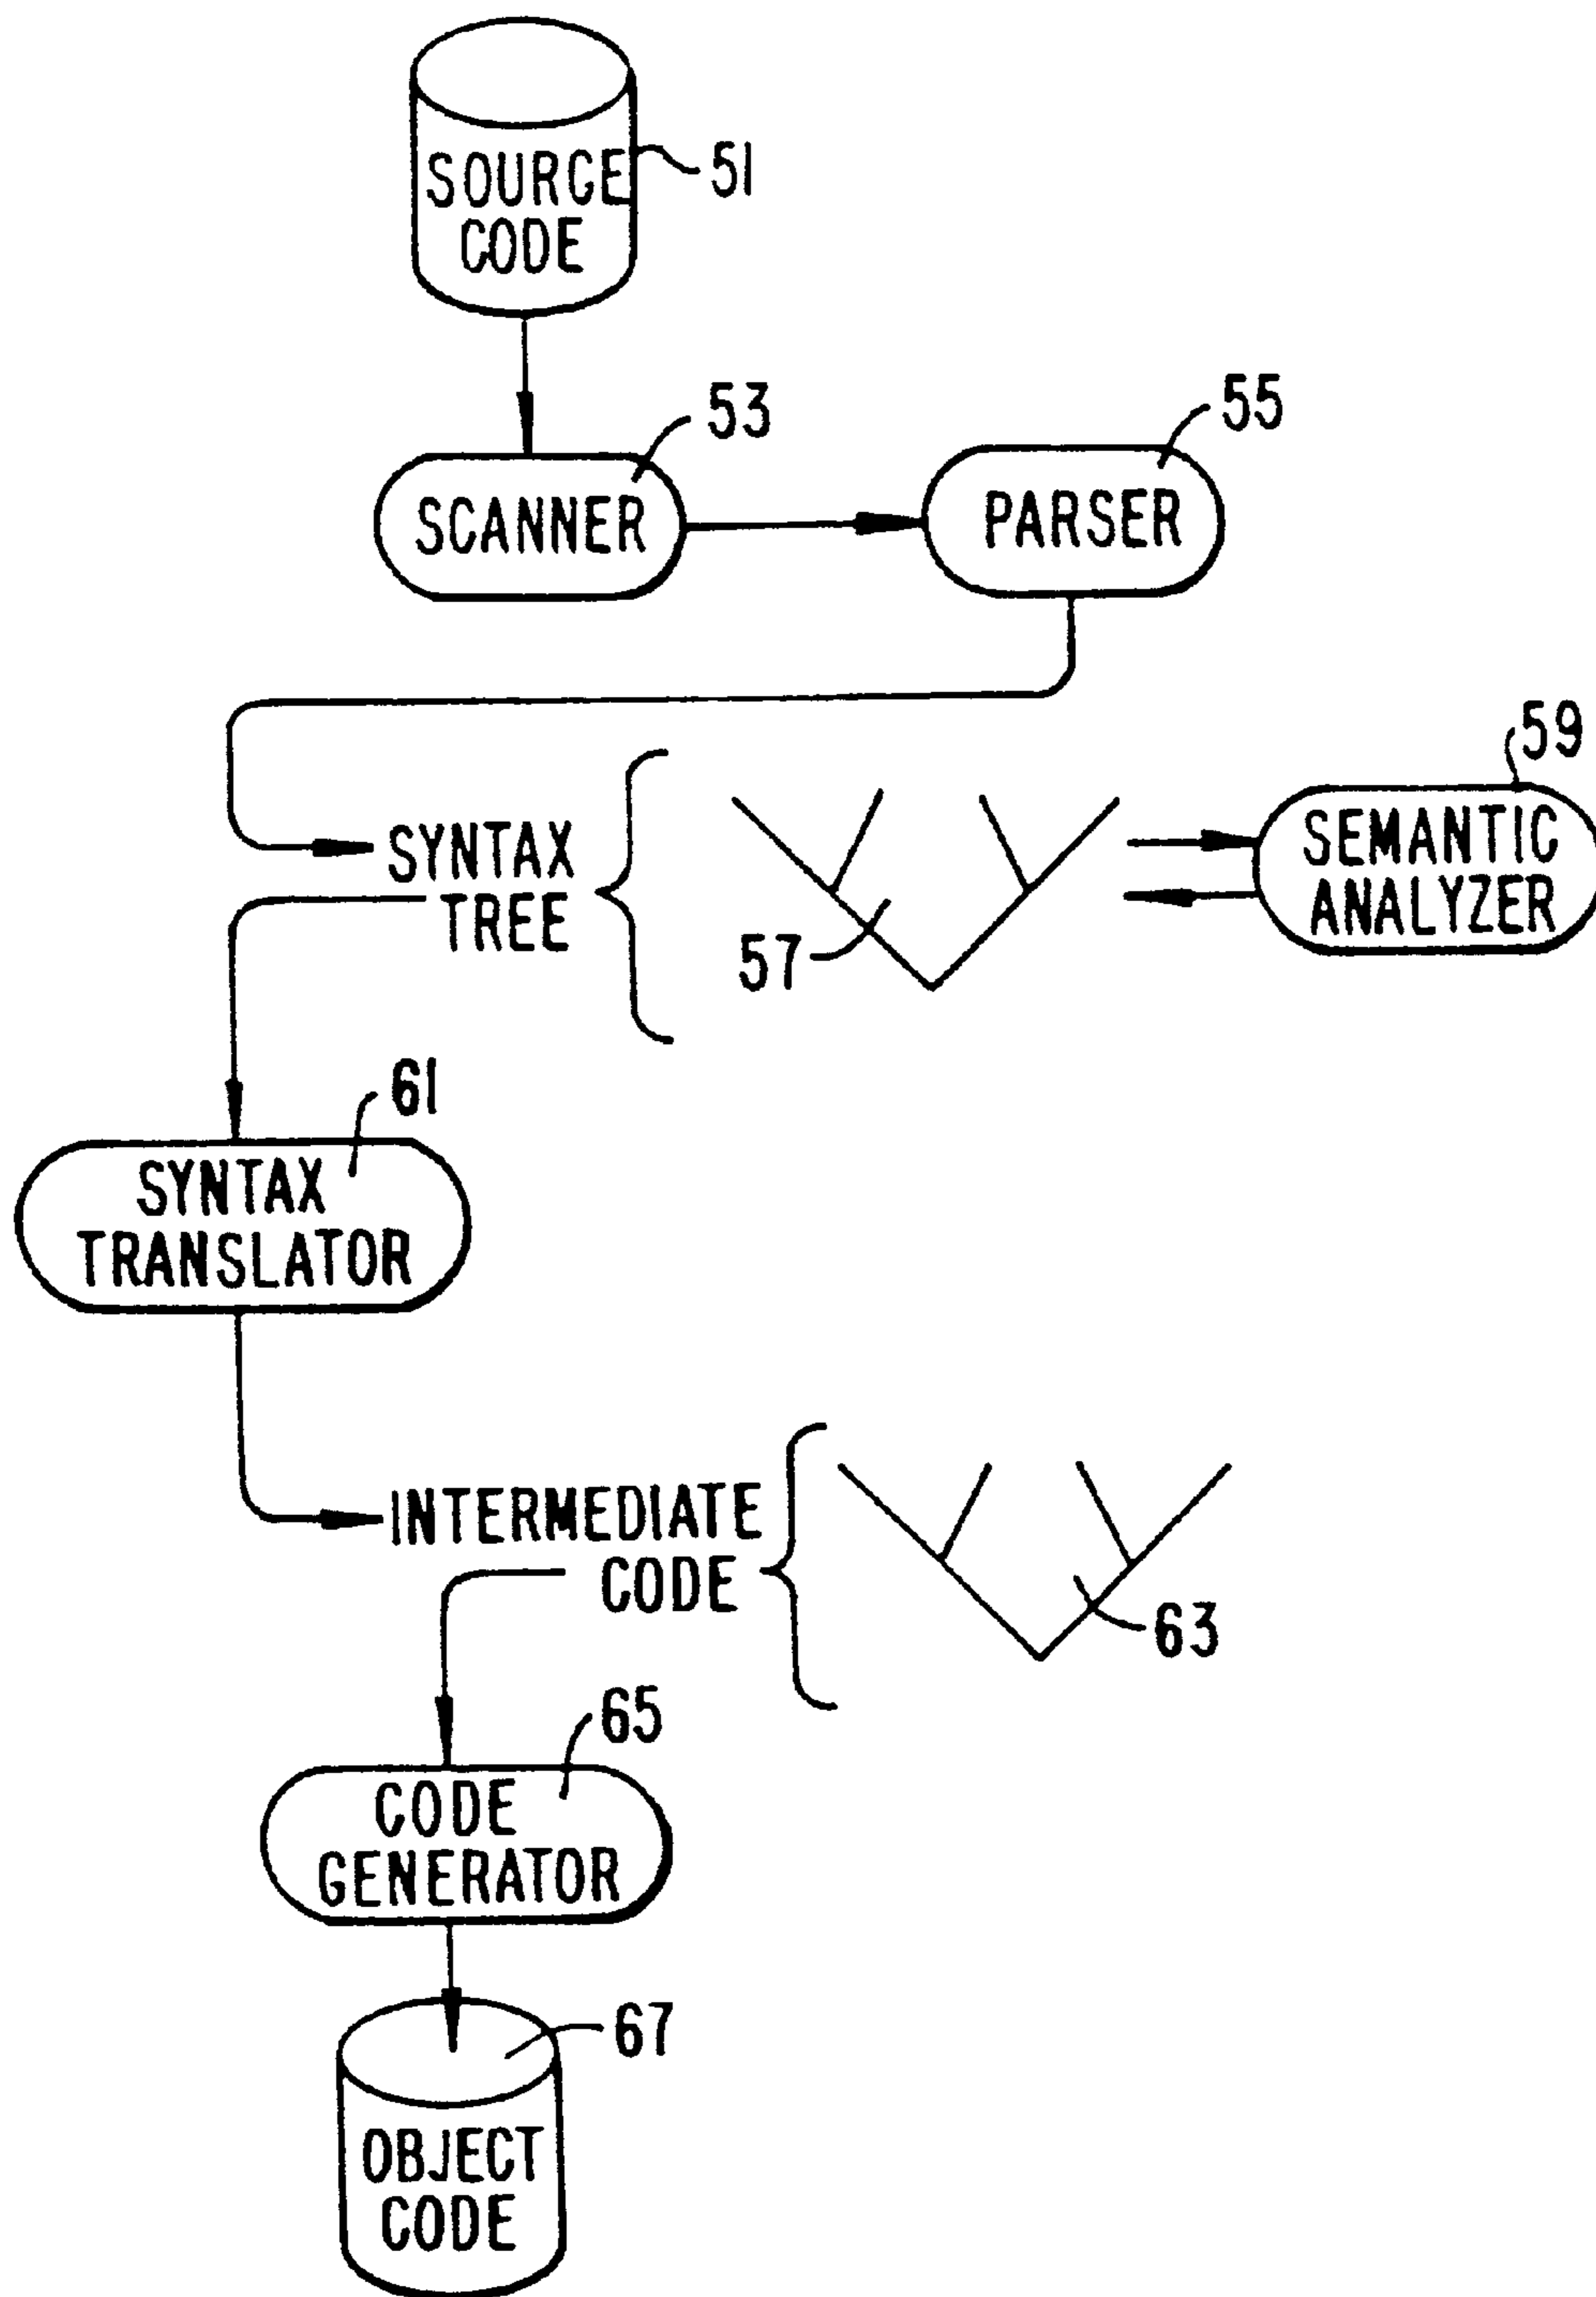 SOURCE
CODE
51
53
55
SCANNER
PARSER
59
SYNTAX
TREE
57
SEMANTIC
ANALYZER
61
SYNTAX
TRANSLATOR
INTERMEDIATE
CODE
63
65
CODE
GENERATOR
67
OBJECT
CODE